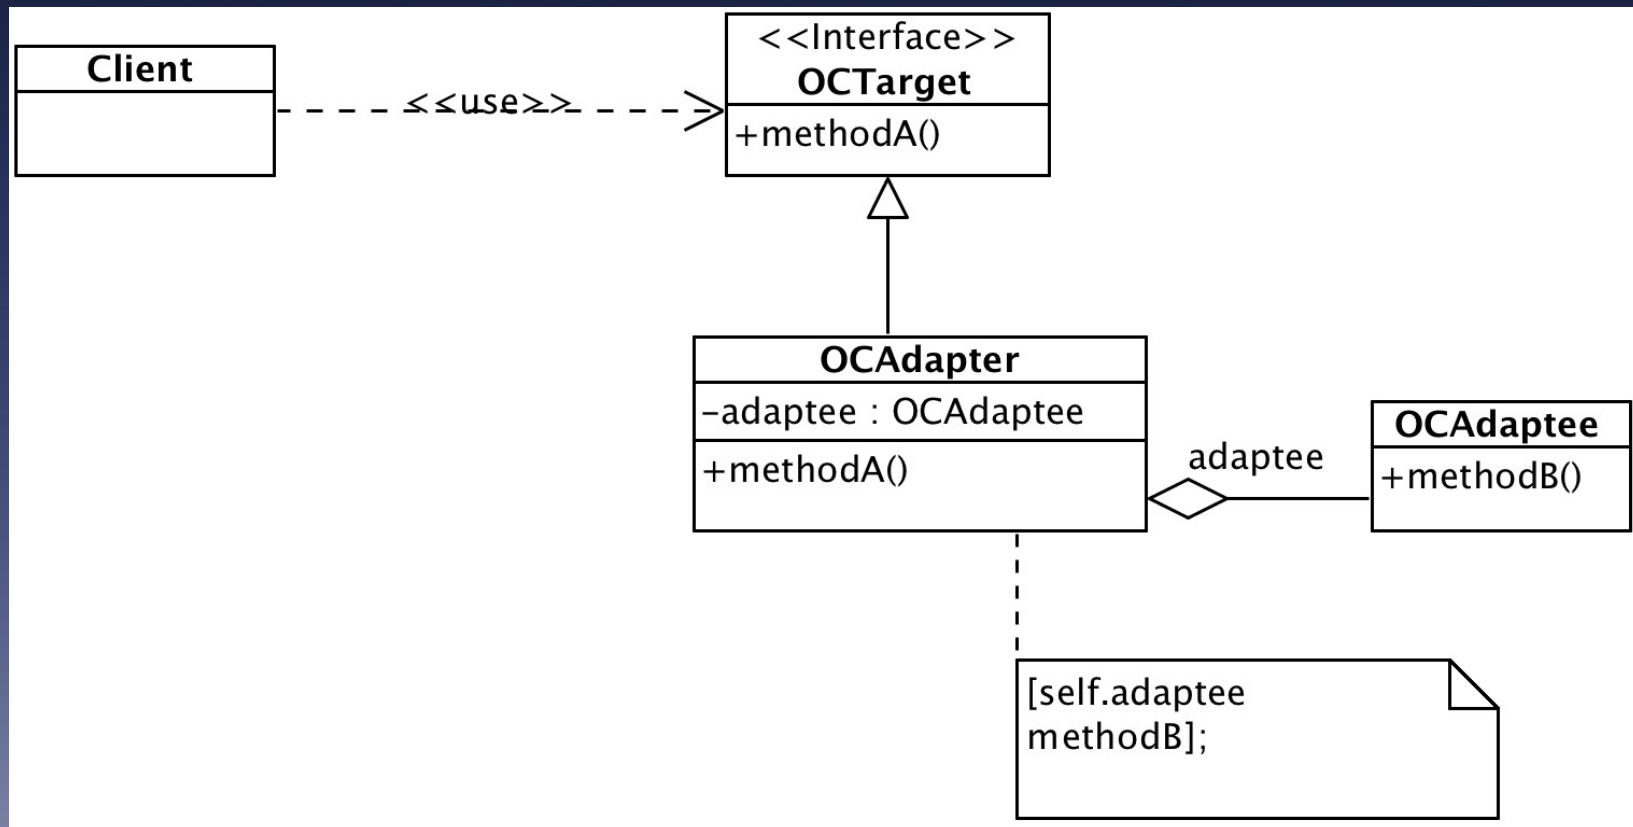 Client
<<use>>
<<Interface>>
OCTarget
+methodA()
OCAdapter
-adaptee : OCAdaptee
+methodA()
adaptee
OCAdaptee
+methodB()
[self.adaptee
methodB];